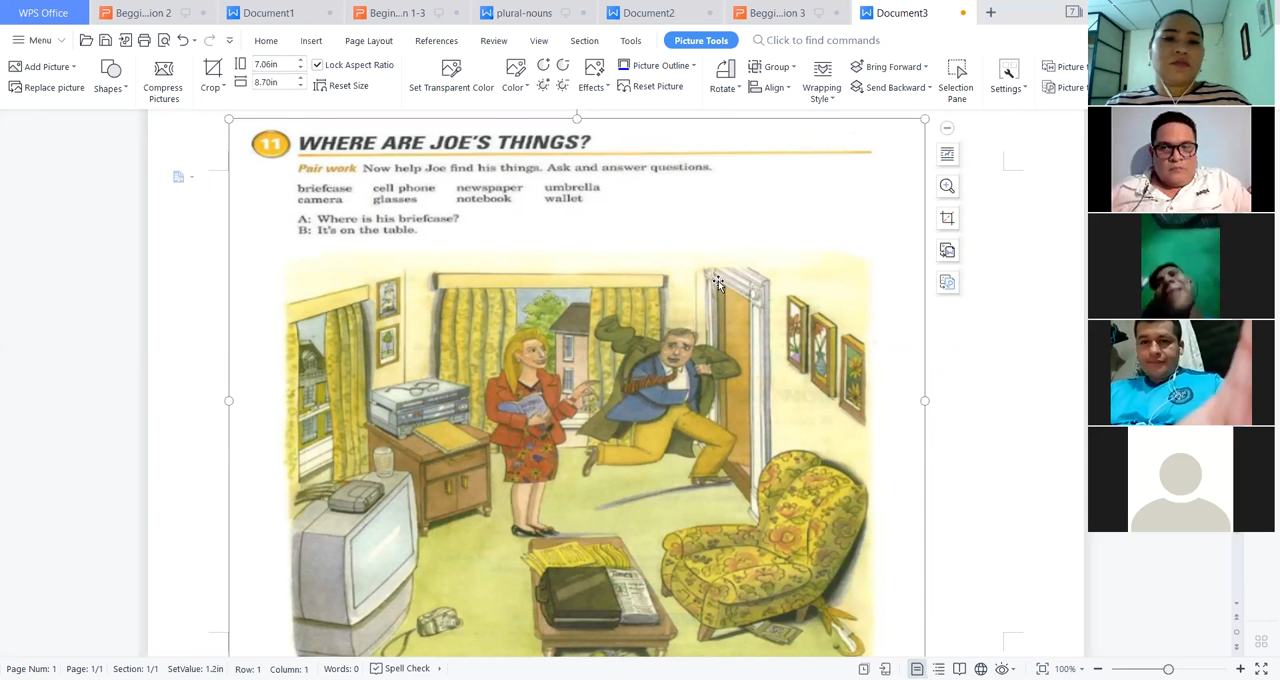 WPS Office
Beggi...ion 2
Document1
Begin...n 1-3
plural-nouns
Document2
Beggi...ion 3
Document3
7
Menu
Home
Insert
Page Layout
References
Review
View
Section
Tools
Picture Tools
Click to find commands
Add Picture
Replace picture
Shapes
Compress
Pictures
Crop
7.06in
8.70in
Lock Aspect Ratio
Reset Size
Set Transparent Color
Color
Effects
Picture Outline
Reset Picture
Rotate
Group
Align
Wrapping
Style
Bring Forward
Send Backward
Selection
Pane
Settings
Picture
Picture
11 WHERE ARE JOE'S THINGS?
Pair work Now help Joe find his things. Ask and answer questions.
briefcase cell phone newspaper umbrella
camera glasses notebook wallet
A: Where is his briefcase?
B: It's on the table.
Times
Page Num: 1 Page: 1/1 Section: 1/1 SetValue: 1.2in Row: 1 Column: 1 Words: 0 Spell Check
100%